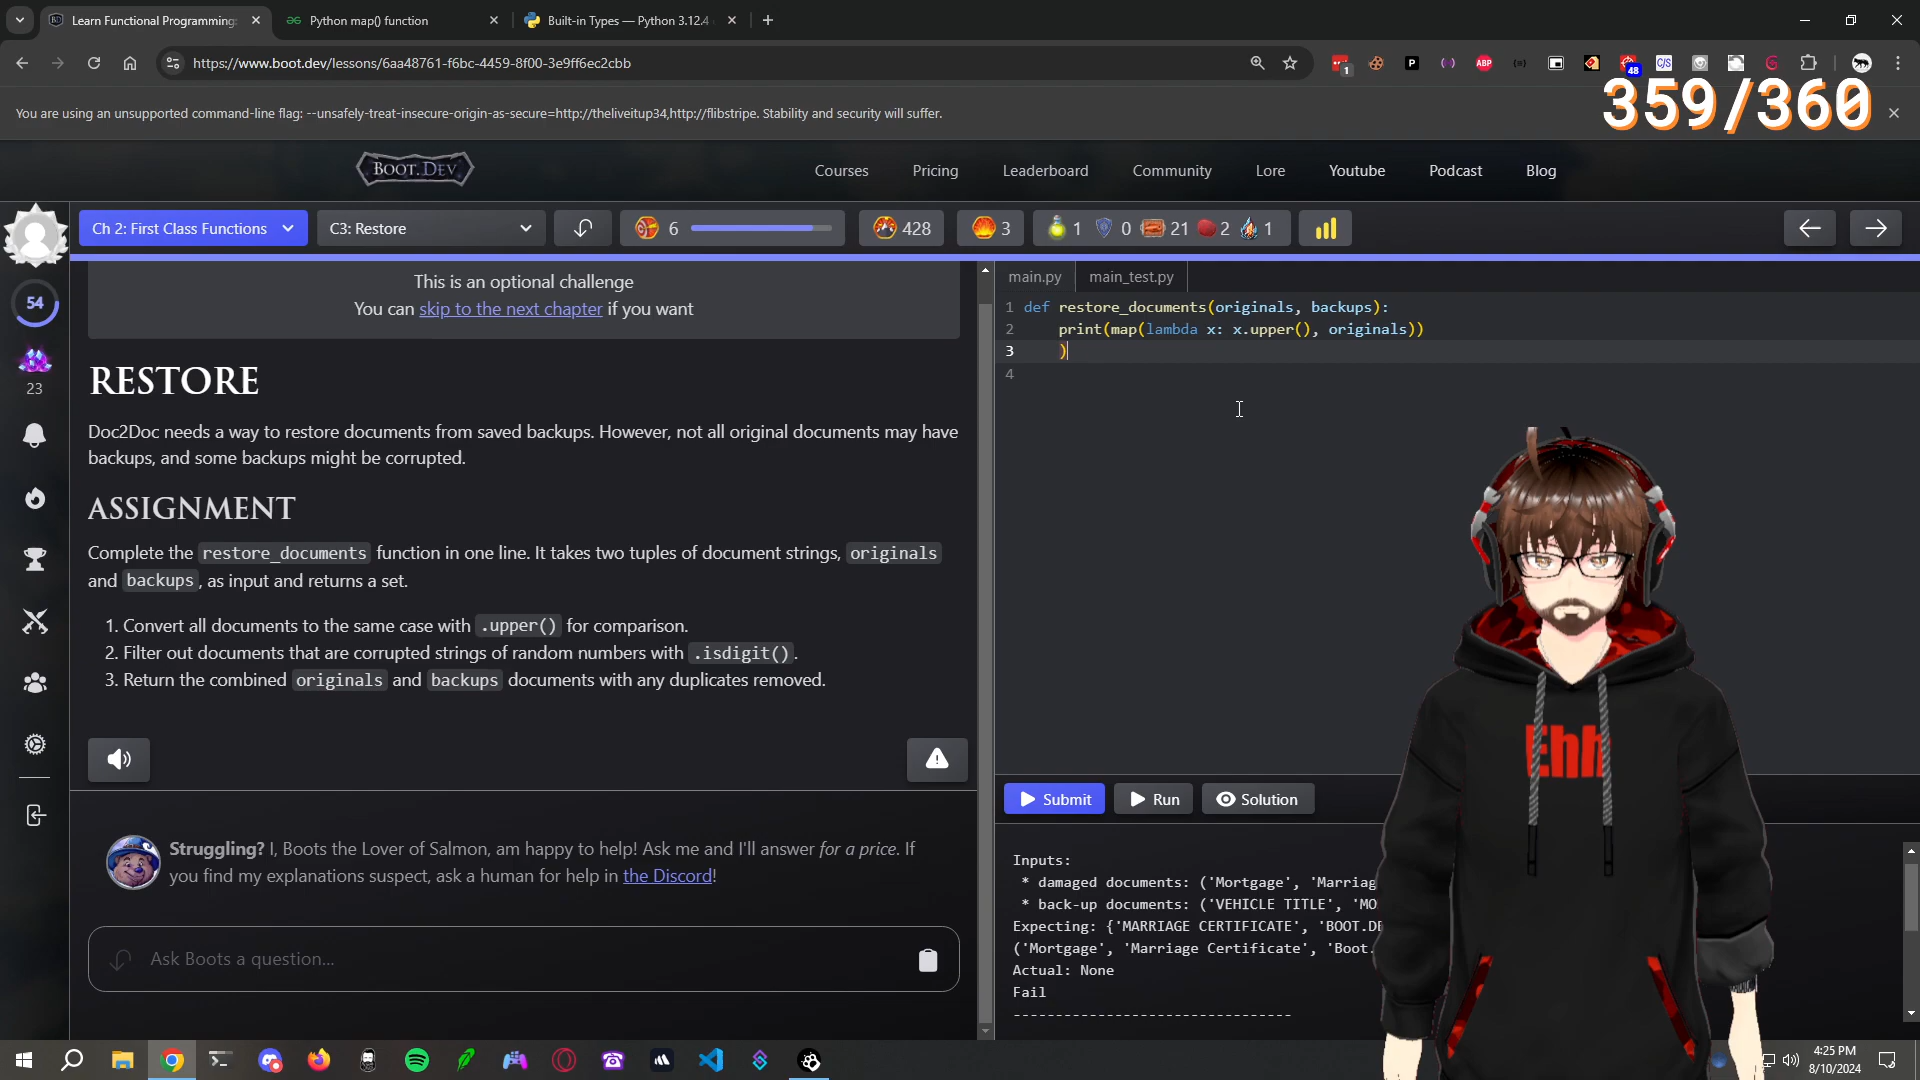 Learn Functional Programming:
Python map() function
Built-in Types — Python 3.12.4
https://www.boot.dev/lessons/6aa48761-f6bc-4459-8f00-3e9ff6ec2cbb
1
P
ABP
48
C/S
You are using an unsupported command-line flag: --unsafely-treat-insecure-origin-as-secure=http://theliveitup34,http://flibstripe. Stability and security will suffer.
359/360
BOOT.DEV
Courses
Pricing
Leaderboard
Community
Lore
Youtube
Podcast
Blog
Ch 2: First Class Functions
C3: Restore
6
428
3
1
0
21
2
1
54
23
This is an optional challenge
You can skip to the next chapter if you want
RESTORE
Doc2Doc needs a way to restore documents from saved backups. However, not all original documents may have
backups, and some backups might be corrupted.
ASSIGNMENT
Complete the restore_documents function in one line. It takes two tuples of document strings, originals
and backups, as input and returns a set.
1. Convert all documents to the same case with .upper() for comparison.
2. Filter out documents that are corrupted strings of random numbers with .isdigit().
3. Return the combined originals and backups documents with any duplicates removed.
Struggling? I, Boots the Lover of Salmon, am happy to help! Ask me and I'll answer for a price. If
you find my explanations suspect, ask a human for help in the Discord!
Ask Boots a question...
main.py
main_test.py
1 def restore_documents(originals, backups):
2 print(map(lambda x: x.upper(), originals))
3 )
4
Submit
Run
Solution
Inputs:
* damaged documents: ('Mortgage', 'Marriag
* back-up documents: ('VEHICLE TITLE', 'MO
Expecting: {'MARRIAGE CERTIFICATE', 'BOOT.DE
('Mortgage', 'Marriage Certificate', 'Boot.
Actual: None
Fail
---------------------------------
Ehh
4:25 PM
8/10/2024